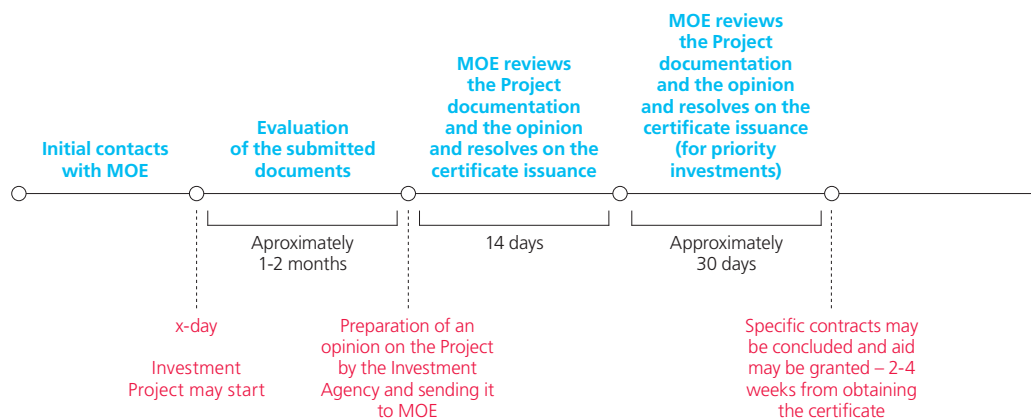 Initial contacts
with MOE
Evaluation
of the submitted
documents
MOE reviews
the Project
documentation
and the opinion
and resolves on the
certificate issuance
MOE reviews
the Project
documentation
and the opinion
and resolves on the
certificate issuance
(for priority
investments)
Aproximately
1-2 months
14 days
Approximately
30 days
x-day
Investment
Project may start
Preparation of an
opinion on the Project
by the Investment
Agency and sending it
to MOE
Specific contracts may
be concluded and aid
may be granted – 2-4
weeks from obtaining
the certificate